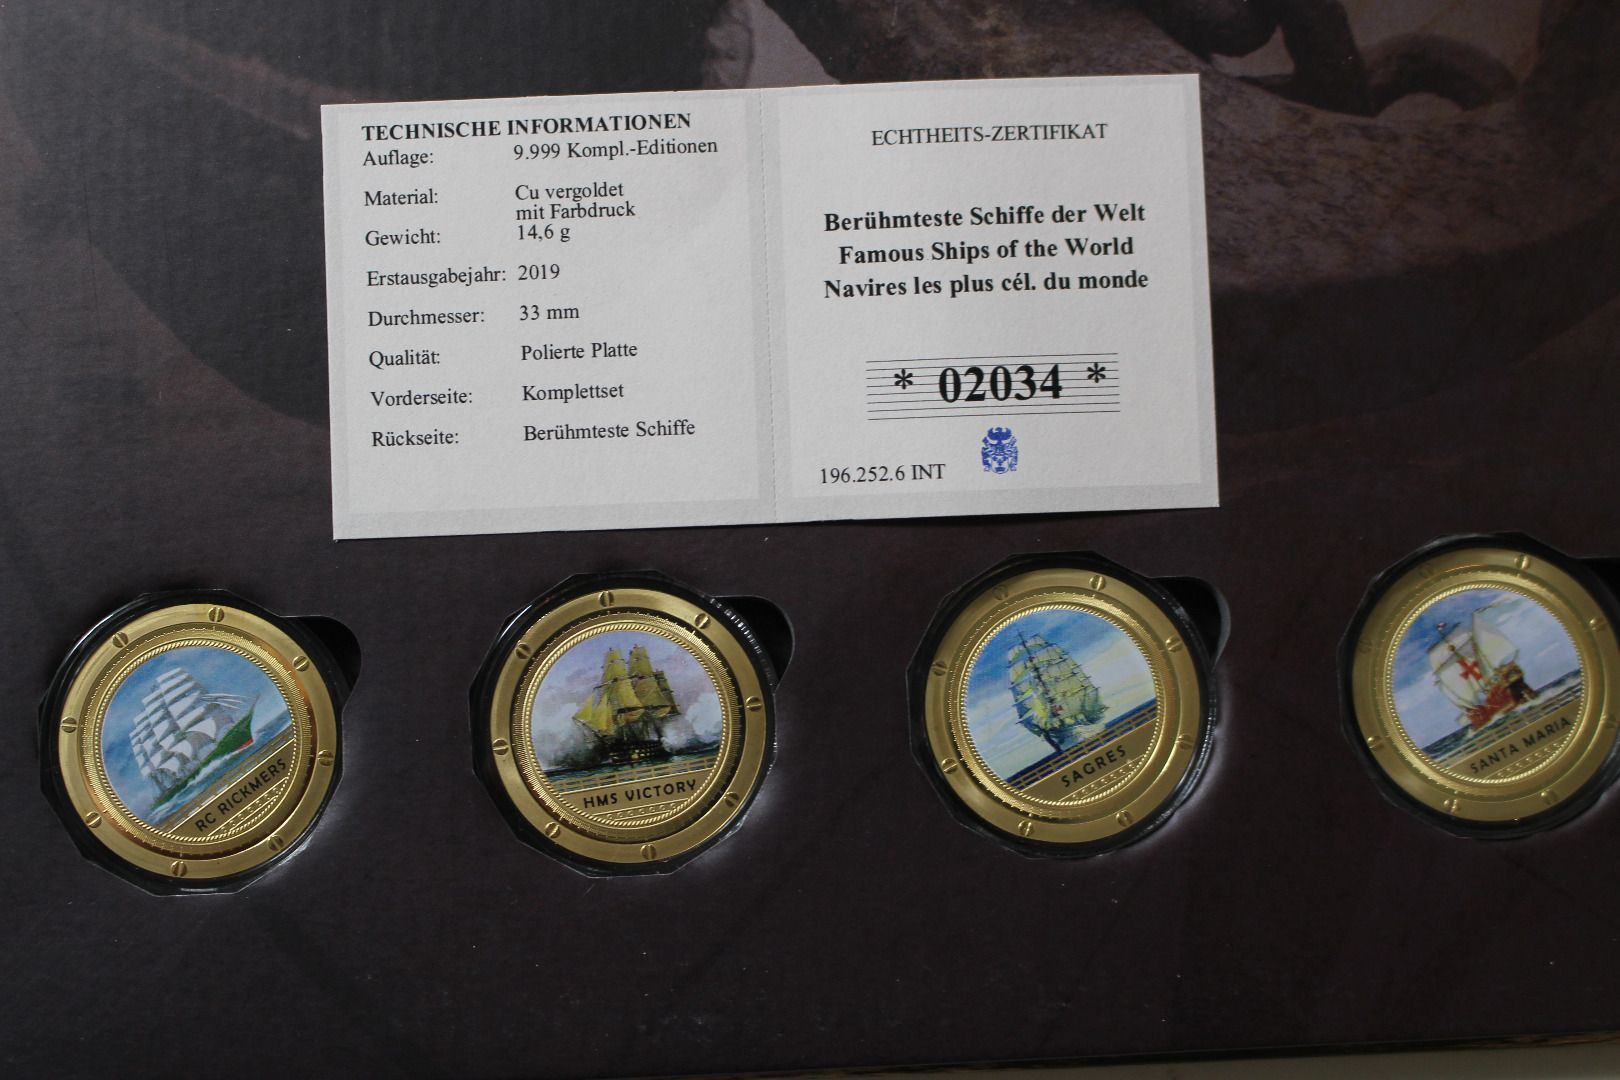 TECHNISCHE INFORMATIONEN
Auflage: 9.999 Kompl.-Editionen
Material: Cu vergoldet
mit Farbdruck
Gewicht: 14,6 g
Erstausgabejahr: 2019
Durchmesser: 33 mm
Qualität: Polierte Platte
Vorderseite: Komplettset
Rückseite: Berühmteste Schiffe
ECHTHEITS-ZERTIFIKAT
Berühmteste Schiffe der Welt
Famous Ships of the World
Navires les plus cél. du monde
* 02034 *
196.252.6 INT
RC RICKMERS
HMS VICTORY
SAGRES
SANTA MARIA